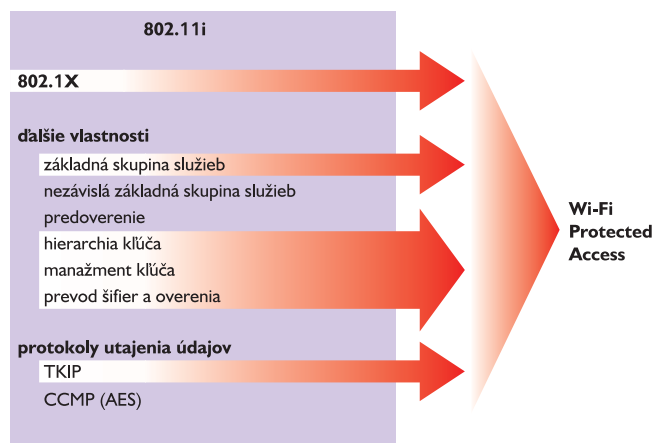 802.11i
802.1X
ďalšie vlastnosti
základná skupina služieb
nezávislá základná skupina služieb
predoverenie
hierarchia kľúča
manažment kľúča
prevod šifier a overenia
protokoly utajenia údajov
TKIP
CCMP (AES)
Wi-Fi
Protected
Access